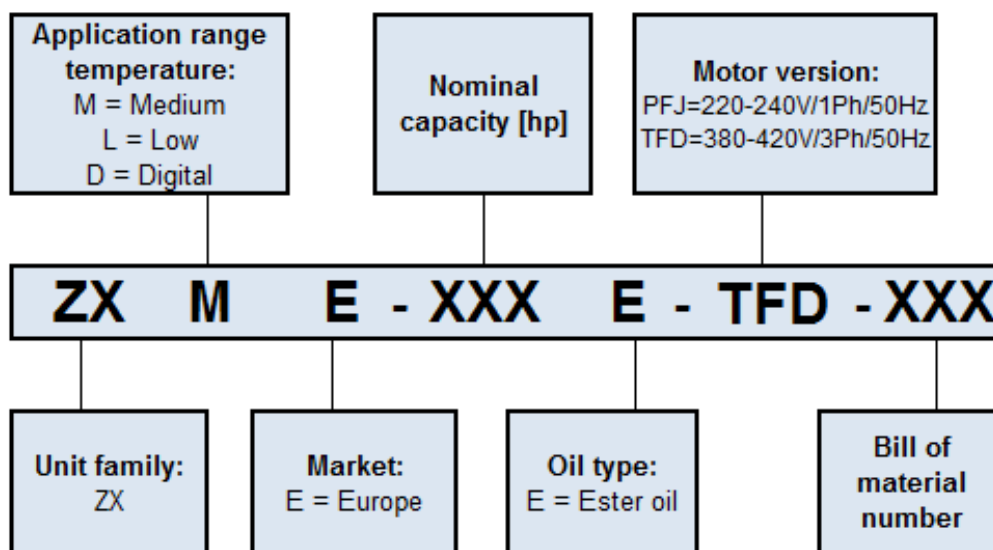 Application range
temperature:
M = Medium
L = Low
D = Digital
Nominal
capacity [hp]
Motor version:
PFJ=220-240V/1Ph/50Hz
TFD=380-420V/3Ph/50Hz
ZX M E - XXX E - TFD - XXX
Unit family:
ZX
Market:
E = Europe
Oil type:
E = Ester oil
Bill of
material
number